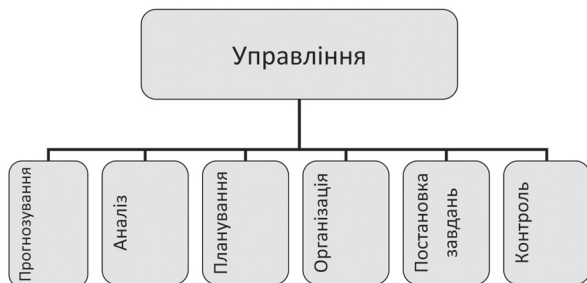 Управління
Прогнозування
Аналіз
Планування
Організація
Постановка
завдань
Контроль